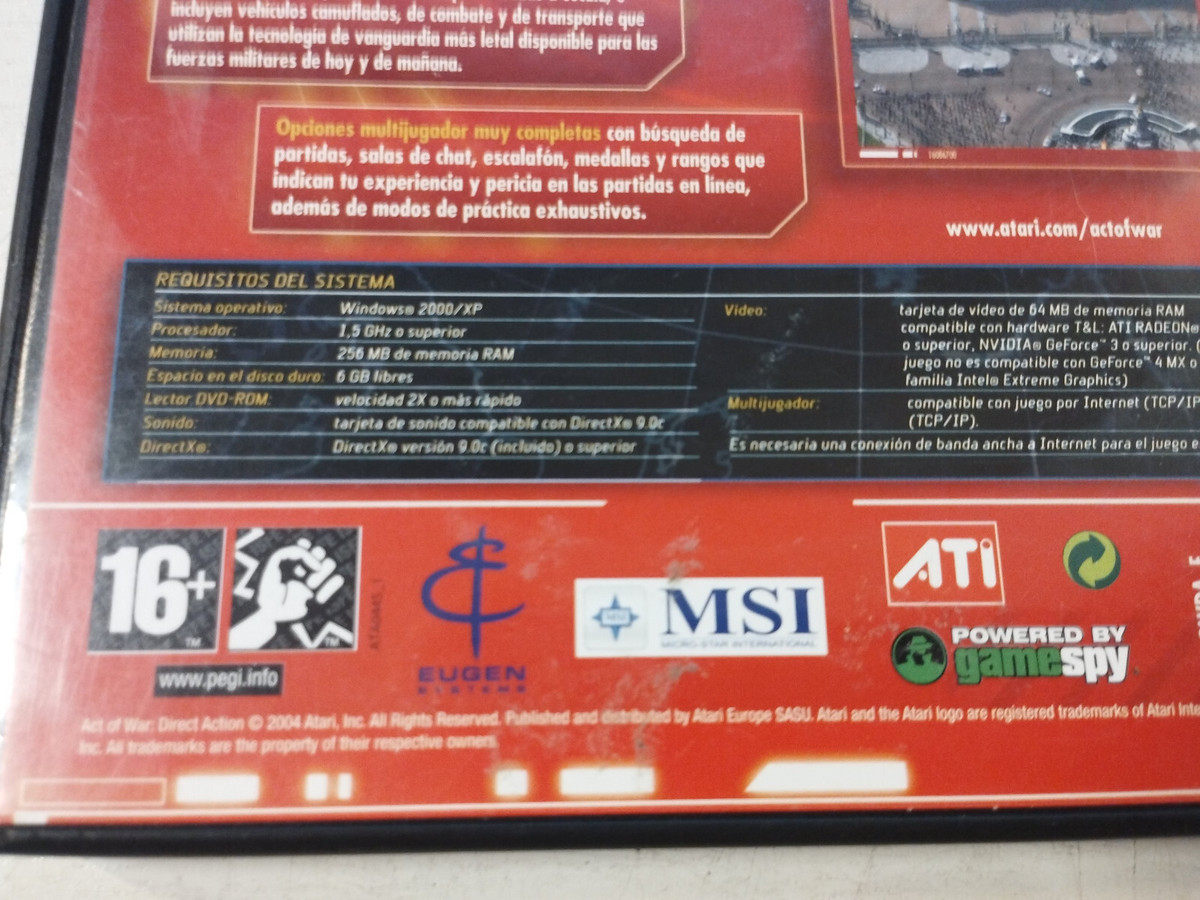 incluyen vehículos camuflados, de combate y de transporte que
utilizan la tecnología de vanguardia más letal disponible para las
fuerzas militares de hoy y de mañana.
Opciones multijugador muy completas con búsqueda de
partidas, salas de chat, escalafón, medallas y rangos que
indican tu experiencia y pericia en las partidas en línea,
además de modos de práctica exhaustivos.
www.atari.com/actofwar
REQUISITOS DEL SISTEMA
Sistema operativo: Windows® 2000/XP
Procesador: 1,5 GHz o superior
Memoria: 256 MB de memoria RAM
Espacio en el disco duro: 6 GB libres
Lector DVD-ROM: velocidad 2X o más rápido
Sonido: tarjeta de sonido compatible con DirectX® 9.0c
DirectX®: DirectX® versión 9.0c (incluido) o superior
Vídeo: tarjeta de vídeo de 64 MB de memoria RAM
compatible con hardware T&L: ATI RADEON®
o superior, NVIDIA® GeForce™ 3 o superior. (
juego no es compatible con GeForce™ 4 MX o
familia Intel® Extreme Graphics)
Multijugador: compatible con juego por Internet (TCP/IP
(TCP/IP).
Es necesaria una conexión de banda ancha a Internet para el juego e
16+ TM
TM
www.pegi.info
EUGEN
SYSTEMS
MSI
MSI
MICRO-STAR INTERNATIONAL
ATI
POWERED BY
gamespy
Act of War: Direct Action © 2004 Atari, Inc. All Rights Reserved. Published and distributed by Atari Europe SASU. Atari and the Atari logo are registered trademarks of Atari Inte
Inc. All trademarks are the property of their respective owners.